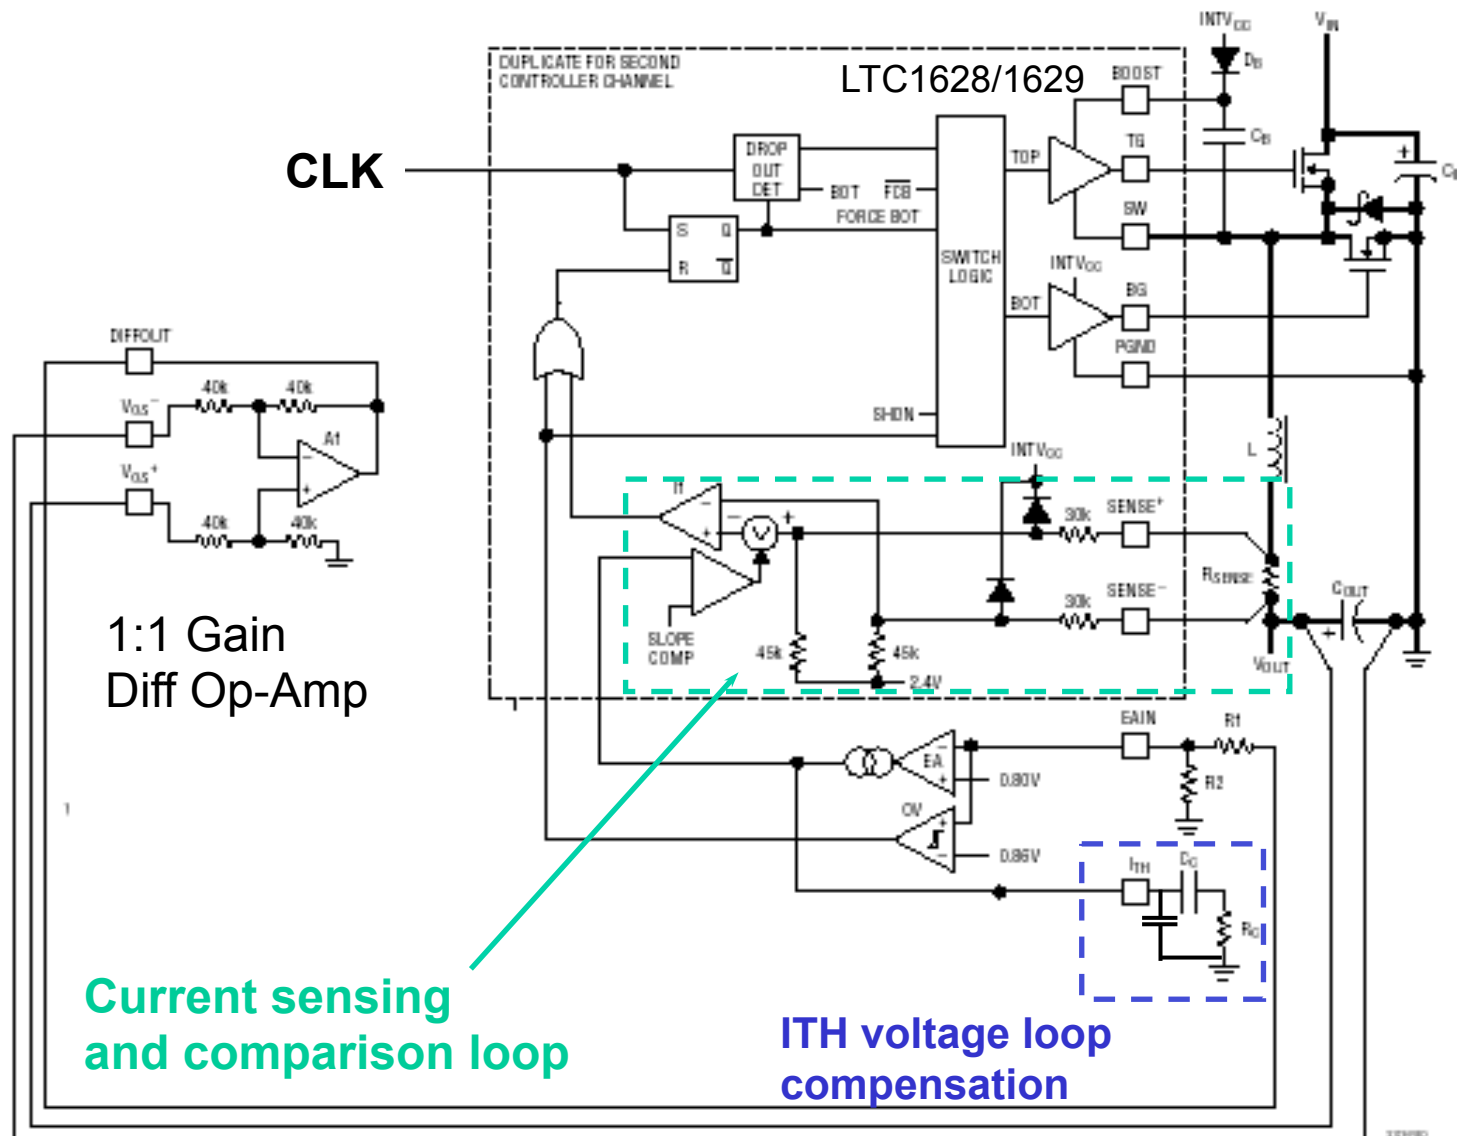 INTVCC
VIN
DUPLICATE FOR SECOND
CONTROLLER CHANNEL
LTC1628/1629
BOOST
DB
CB
TG
TOP
DROP
OUT
DET
CLK
BOT
FCB
FORCE BOT
S Q
R Q
SW
SWITCH
LOGIC
INTVCC
BG
BOT
PGND
DIFFOUT
40k 40k
VOS−
A1
−
+
VOS+
40k 40k
SHDN
INTVCC
L
I1
−
+
− V +
30k
SENSE+
RSENSE
COUT
+
30k
SENSE−
SLOPE
COMP
45k
45k
2.4V
VOUT
1:1 Gain
Diff Op-Amp
EAIN
R1
EA
−
+
0.80V
R2
OV
+
−
0.86V
ITH
CC
RC
Current sensing
and comparison loop
ITH voltage loop
compensation